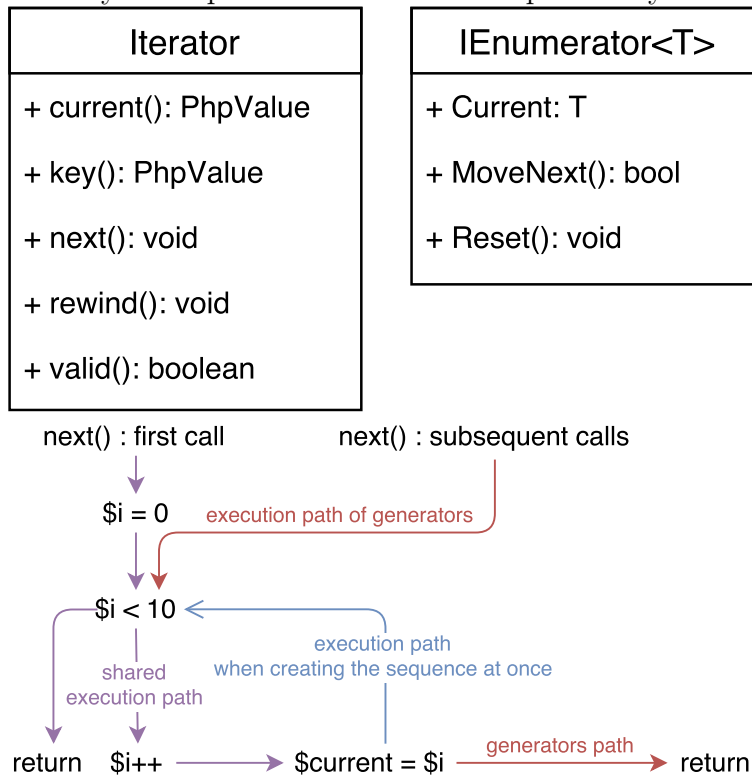 Iterator
+ current(): PhpValue
+ key(): PhpValue
+ next(): void
+ rewind(): void
+ valid(): boolean
IEnumerator<T>
+ Current: T
+ MoveNext(): bool
+ Reset(): void
next() : first call
next() : subsequent calls
$i = 0
execution path of generators
$i < 10
execution path
when creating the sequence at once
shared
execution path
return
$i++
$current = $i
generators path
return